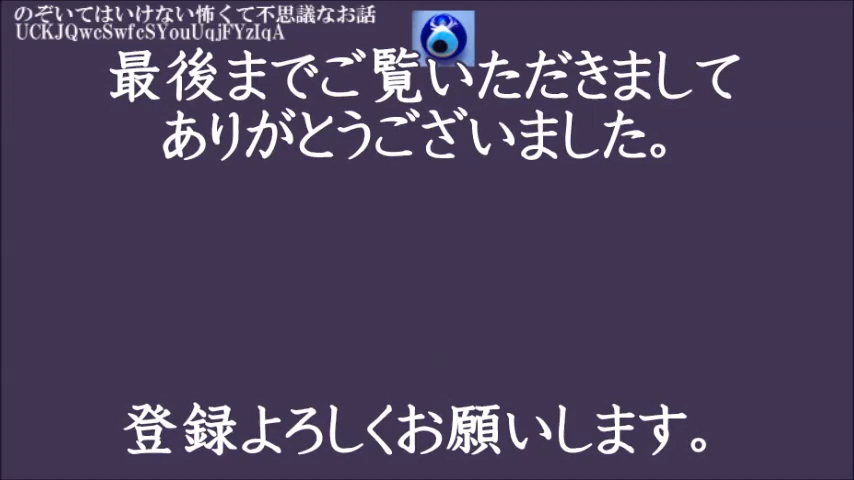 のぞいてはいけない怖くて不思議なお話
UCKJQwcSwfcSYouUqjFYzIqA
最後までご覧いただきまして
ありがとうございました。
登録よろしくお願いします。